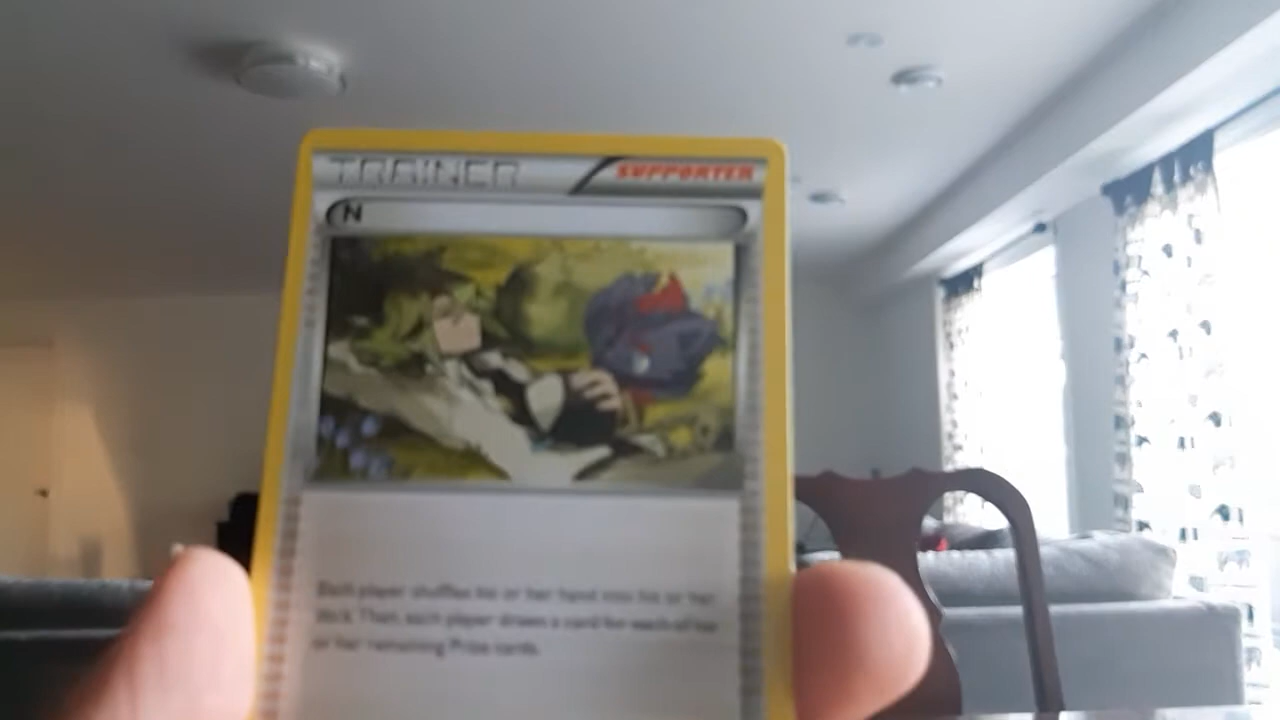 TRAINER
SUPPORTER
N
Each player shuffles his or her hand into his or her
deck. Then, each player draws a card for each of his
or her remaining Prize cards.